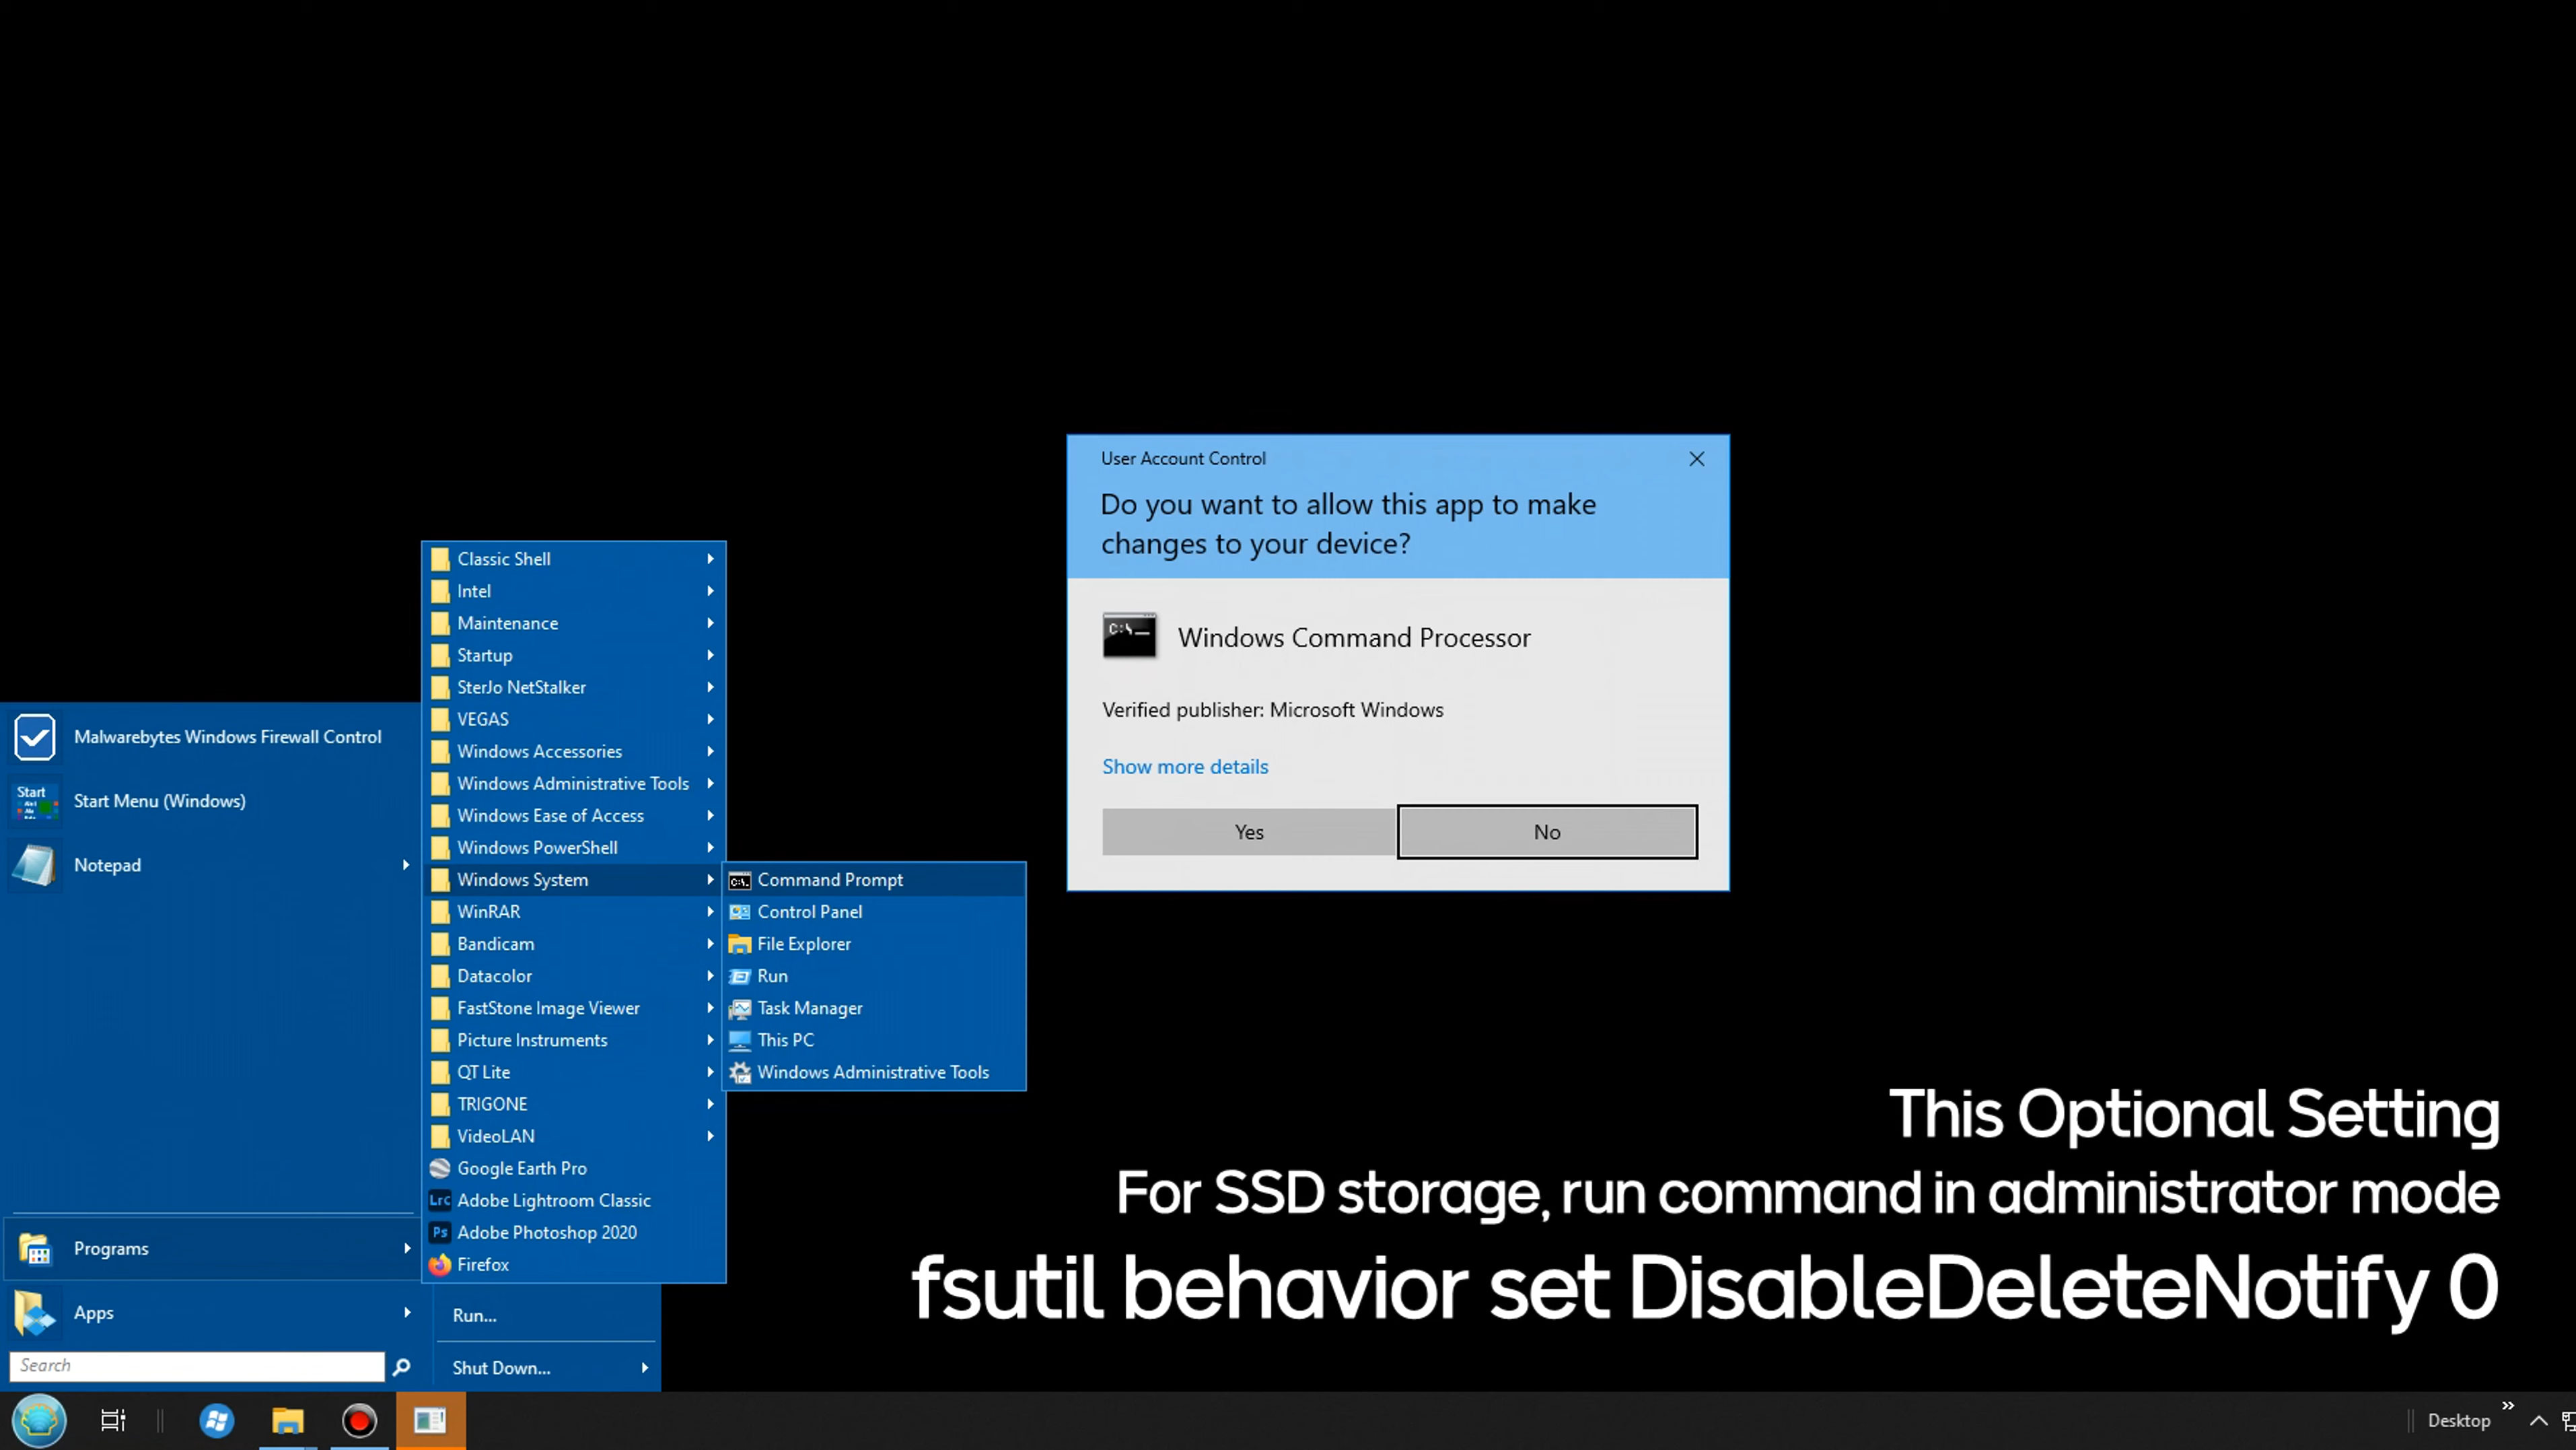 User Account Control
Do you want to allow this app to make
changes to your device?
Windows Command Processor
Verified publisher: Microsoft Windows
Show more details
Yes
No
Classic Shell
Intel
Maintenance
Startup
SterJo NetStalker
VEGAS
Windows Accessories
Windows Administrative Tools
Windows Ease of Access
Windows PowerShell
Windows System
WinRAR
Bandicam
Datacolor
FastStone Image Viewer
Picture Instruments
QT Lite
TRIGONE
VideoLAN
Google Earth Pro
Lrc Adobe Lightroom Classic
Ps Adobe Photoshop 2020
Firefox
Malwarebytes Windows Firewall Control
Start
Start Menu (Windows)
Notepad
Programs
Apps
Search
Run...
Shut Down...
C:\. Command Prompt
Control Panel
File Explorer
Run
Task Manager
This PC
Windows Administrative Tools
This Optional Setting
For SSD storage, run command in administrator mode
fsutil behavior set DisableDeleteNotify 0
Desktop